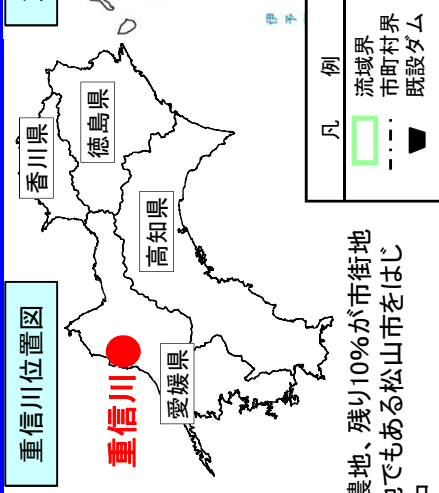 重信川位置図
香川県
徳島県
高知県
愛媛県
重信川
伊予
凡例
流域界
市町村界
既設ダム
農地、残り10%が市街地
でもある松山市をはじ